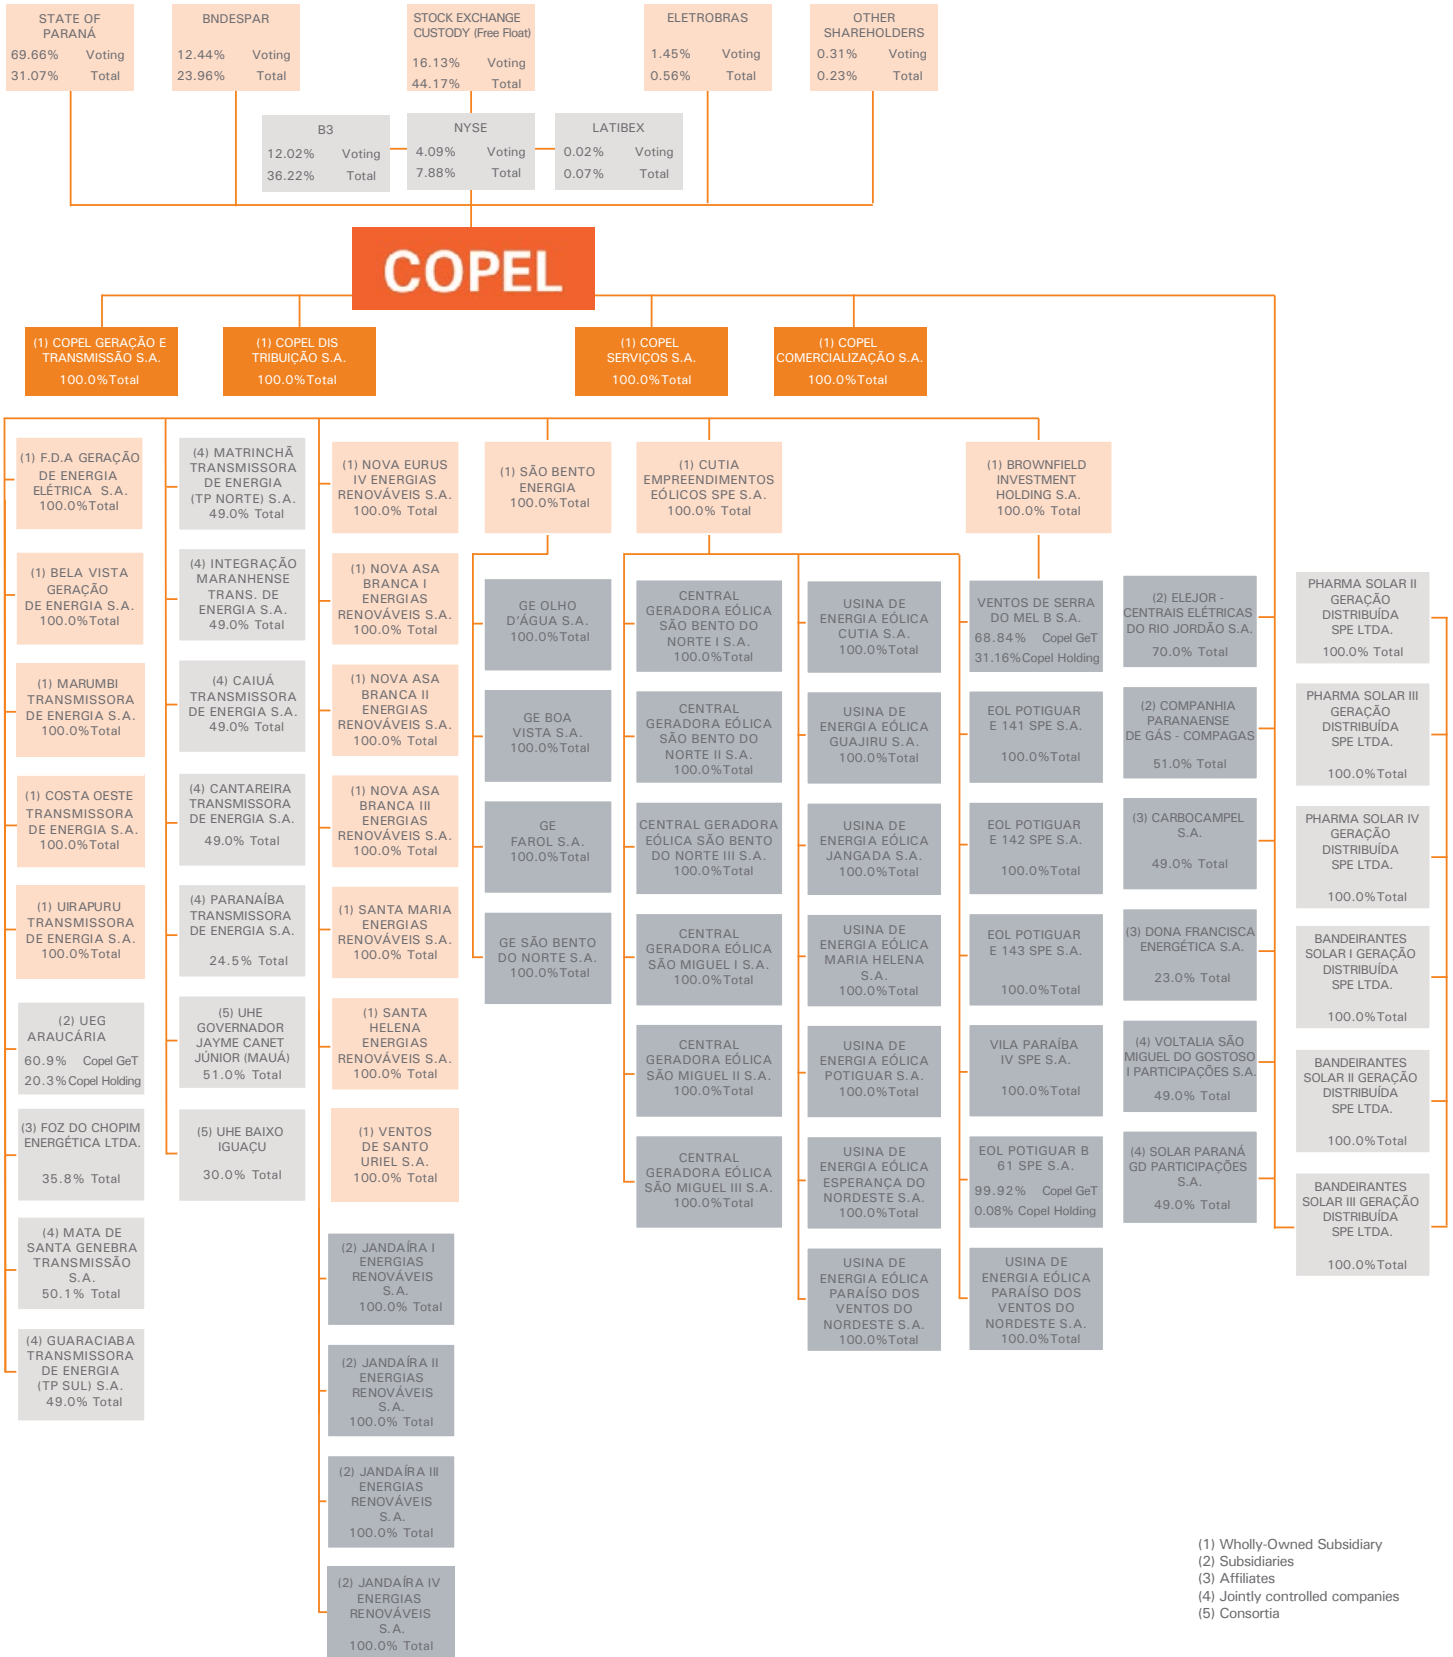 STATE OF
PARANÁ
69.66% Voting
31.07% Total
BNDESPAR
12.44% Voting
23.96% Total
STOCK EXCHANGE
CUSTODY (Free Float)
16.13% Voting
44.17% Total
ELETROBRAS
1.45% Voting
0.56% Total
OTHER
SHAREHOLDERS
0.31% Voting
0.23% Total
B3
12.02% Voting
36.22% Total
NYSE
4.09% Voting
7.88% Total
LATIBEX
0.02% Voting
0.07% Total
COPEL
(1) COPEL GERAÇÃO E
TRANSMISSÃO S.A.
100.0%Total
(1) COPEL DIS
TRIBUIÇÃO S.A.
100.0%Total
(1) COPEL
SERVIÇOS S.A.
100.0%Total
(1) COPEL
COMERCIALIZAÇÃO S.A.
100.0%Total
(1) F.D.A GERAÇÃO
DE ENERGIA
ELÉTRICA S.A.
100.0%Total
(1) BELA VISTA
GERAÇÃO
DE ENERGIA S.A.
100.0%Total
(1) MARUMBI
TRANSMISSORA
DE ENERGIA S.A.
100.0%Total
(1) COSTA OESTE
TRANSMISSORA
DE ENERGIA S.A.
100.0%Total
(1) UIRAPURU
TRANSMISSORA
DE ENERGIA S.A.
100.0%Total
(2) UEG
ARAUCÁRIA
60.9% Copel GeT
20.3%Copel Holding
(3) FOZ DO CHOPIM
ENERGÉTICA LTDA.
35.8% Total
(4) MATA DE
SANTA GENEBRA
TRANSMISSÃO
S.A.
50.1% Total
(4) GUARACIABA
TRANSMISSORA
DE ENERGIA
(TP SUL) S.A.
49.0% Total
(4) MATRINCHÃ
TRANSMISSORA
DE ENERGIA
(TP NORTE) S.A.
49.0% Total
(4) INTEGRAÇÃO
MARANHENSE
TRANS. DE
ENERGIA S.A.
49.0% Total
(4) CAIUÁ
TRANSMISSORA
DE ENERGIA S.A.
49.0% Total
(4) CANTAREIRA
TRANSMISSORA
DE ENERGIA S.A.
49.0% Total
(4) PARANAÍBA
TRANSMISSORA
DE ENERGIA S.A.
24.5% Total
(5) UHE
GOVERNADOR
JAYME CANET
JÚNIOR (MAUÁ)
51.0% Total
(5) UHE BAIXO
IGUAÇU
30.0% Total
(1) NOVA EURUS
IV ENERGIAS
RENOVÁVEIS S.A.
100.0% Total
(1) NOVA ASA
BRANCA I
ENERGIAS
RENOVÁVEIS S.A.
100.0% Total
(1) NOVA ASA
BRANCA II
ENERGIAS
RENOVÁVEIS S.A.
100.0% Total
(1) NOVA ASA
BRANCA III
ENERGIAS
RENOVÁVEIS S.A.
100.0% Total
(1) SANTA MARIA
ENERGIAS
RENOVÁVEIS S.A.
100.0% Total
(1) SANTA
HELENA
ENERGIAS
RENOVÁVEIS S.A.
100.0% Total
(1) VENTOS
DE SANTO
URIEL S.A.
100.0% Total
(2) JANDAÍRA I
ENERGIAS
RENOVÁVEIS
S.A.
100.0% Total
(2) JANDAÍRA II
ENERGIAS
RENOVÁVEIS
S.A.
100.0% Total
(2) JANDAÍRA III
ENERGIAS
RENOVÁVEIS
S.A.
100.0% Total
(2) JANDAÍRA IV
ENERGIAS
RENOVÁVEIS
S.A.
100.0% Total
(1) SÃO BENTO
ENERGIA
100.0%Total
GE OLHO
D'ÁGUA S.A.
100.0%Total
GE BOA
VISTA S.A.
100.0%Total
GE
FAROL S.A.
100.0%Total
GE SÃO BENTO
DO NORTE S.A.
100.0%Total
(1) CUTIA
EMPREENDIMENTOS
EÓLICOS SPE S.A.
100.0% Total
CENTRAL
GERADORA EÓLICA
SÃO BENTO DO
NORTE I S.A.
100.0%Total
CENTRAL
GERADORA EÓLICA
SÃO BENTO DO
NORTE II S.A.
100.0%Total
CENTRAL GERADORA
EÓLICA SÃO BENTO
DO NORTE III S.A.
100.0%Total
CENTRAL
GERADORA EÓLICA
SÃO MIGUEL I S.A.
100.0%Total
CENTRAL
GERADORA EÓLICA
SÃO MIGUEL II S.A.
100.0%Total
CENTRAL
GERADORA EÓLICA
SÃO MIGUEL III S.A.
100.0%Total
USINA DE
ENERGIA EÓLICA
CUTIA S.A.
100.0%Total
USINA DE
ENERGIA EÓLICA
GUAJIRU S.A.
100.0%Total
USINA DE
ENERGIA EÓLICA
JANGADA S.A.
100.0%Total
USINA DE
ENERGIA EÓLICA
MARIA HELENA
S.A.
100.0%Total
USINA DE
ENERGIA EÓLICA
POTIGUAR S.A.
100.0%Total
USINA DE
ENERGIA EÓLICA
ESPERANÇA DO
NORDESTE S.A.
100.0%Total
USINA DE
ENERGIA EÓLICA
PARAÍSO DOS
VENTOS DO
NORDESTE S.A.
100.0%Total
(1) BROWNFIELD
INVESTMENT
HOLDING S.A.
100.0% Total
VENTOS DE SERRA
DO MEL B S.A.
68.84% Copel GeT
31.16%Copel Holding
EOL POTIGUAR
E 141 SPE S.A.
100.0%Total
EOL POTIGUAR
E 142 SPE S.A.
100.0%Total
EOL POTIGUAR
E 143 SPE S.A.
100.0%Total
VILA PARAÍBA
IV SPE S.A.
100.0%Total
EOL POTIGUAR B
61 SPE S.A.
99.92% Copel GeT
0.08% Copel Holding
USINA DE
ENERGIA EÓLICA
PARAÍSO DOS
VENTOS DO
NORDESTE S.A.
100.0%Total
(2) ELEJOR -
CENTRAIS ELÉTRICAS
DO RIO JORDÃO S.A.
70.0% Total
(2) COMPANHIA
PARANAENSE
DE GÁS - COMPAGAS
51.0% Total
(3) CARBOCAMPEL
S.A.
49.0% Total
(3) DONA FRANCISCA
ENERGÉTICA S.A.
23.0% Total
(4) VOLTALIA SÃO
MIGUEL DO GOSTOSO
I PARTICIPAÇÕES S.A.
49.0% Total
(4) SOLAR PARANÁ
GD PARTICIPAÇÕES
S.A.
49.0% Total
PHARMA SOLAR II
GERAÇÃO
DISTRIBUÍDA
SPE LTDA.
100.0% Total
PHARMA SOLAR III
GERAÇÃO
DISTRIBUÍDA
SPE LTDA.
100.0%Total
PHARMA SOLAR IV
GERAÇÃO
DISTRIBUÍDA
SPE LTDA.
100.0%Total
BANDEIRANTES
SOLAR I GERAÇÃO
DISTRIBUÍDA
SPE LTDA.
100.0%Total
BANDEIRANTES
SOLAR II GERAÇÃO
DISTRIBUÍDA
SPE LTDA.
100.0%Total
BANDEIRANTES
SOLAR III GERAÇÃO
DISTRIBUÍDA
SPE LTDA.
100.0%Total
(1) Wholly-Owned Subsidiary
(2) Subsidiaries
(3) Affiliates
(4) Jointly controlled companies
(5) Consortia